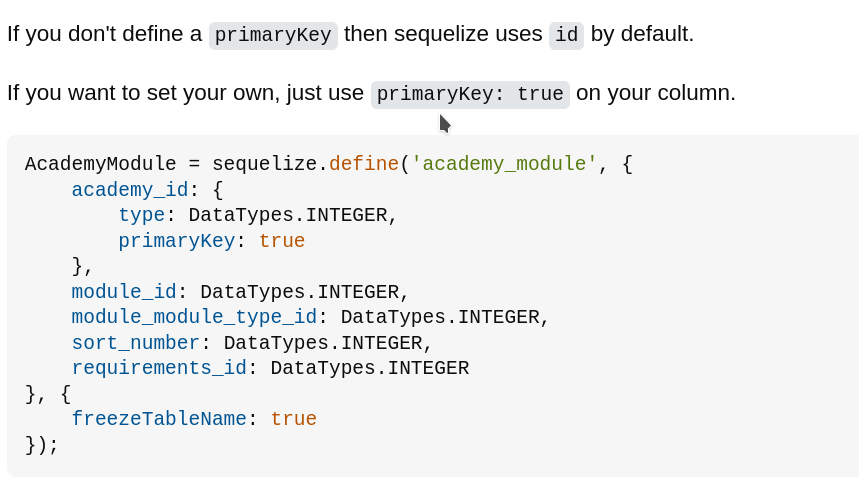 If you don't define a primaryKey then sequelize uses id by default.
If you want to set your own, just use primaryKey: true on your column.
AcademyModule = sequelize.define('academy_module', {
    academy_id: {
        type: DataTypes.INTEGER,
        primaryKey: true
    },
    module_id: DataTypes.INTEGER,
    module_module_type_id: DataTypes.INTEGER,
    sort_number: DataTypes.INTEGER,
    requirements_id: DataTypes.INTEGER
}, {
    freezeTableName: true
});